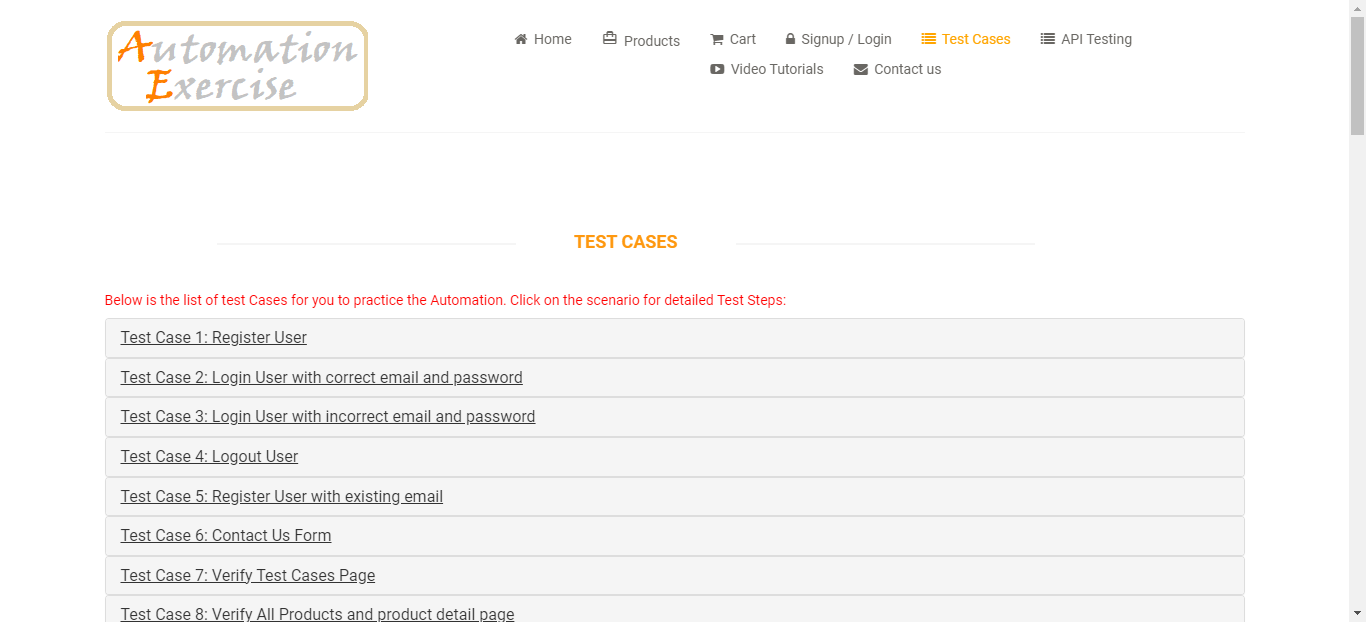 Automation
Exercise
Home
Products
Cart
Signup / Login
Test Cases
API Testing
Video Tutorials
Contact us
TEST CASES
Below is the list of test Cases for you to practice the Automation. Click on the scenario for detailed Test Steps:
Test Case 1: Register User
Test Case 2: Login User with correct email and password
Test Case 3: Login User with incorrect email and password
Test Case 4: Logout User
Test Case 5: Register User with existing email
Test Case 6: Contact Us Form
Test Case 7: Verify Test Cases Page
Test Case 8: Verify All Products and product detail page